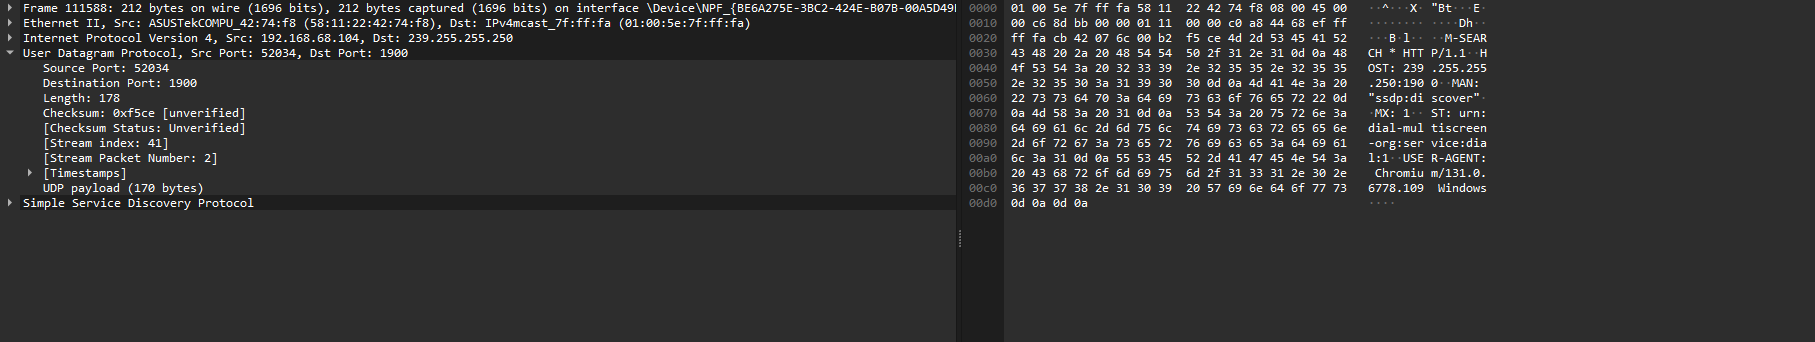 Frame 111588: 212 bytes on wire (1696 bits), 212 bytes captured (1696 bits) on interface \Device\NPF_{BE6A275E-3BC2-424E-B07B-00A5D49
Ethernet II, Src: ASUSTekCOMPU_42:74:f8 (58:11:22:42:74:f8), Dst: IPv4mcast_7f:ff:fa (01:00:5e:7f:ff:fa)
Internet Protocol Version 4, Src: 192.168.68.104, Dst: 239.255.255.250
User Datagram Protocol, Src Port: 52034, Dst Port: 1900
Source Port: 52034
Destination Port: 1900
Length: 178
Checksum: 0xf5ce [unverified]
[Checksum Status: Unverified]
[Stream index: 41]
[Stream Packet Number: 2]
[Timestamps]
UDP payload (170 bytes)
Simple Service Discovery Protocol
0000 01 00 5e 7f ff fa 58 11 22 42 74 f8 08 00 45 00 ··^···X· "Bt···E·
0010 00 c6 8d bb 00 00 01 11 00 00 c0 a8 44 68 ef ff ········ ····Dh··
0020 ff fa cb 42 07 6c 00 b2 f5 ce 4d 2d 53 45 41 52 ···B·l·· ··M-SEAR
0030 43 48 20 2a 20 48 54 54 50 2f 31 2e 31 0d 0a 48 CH * HTT P/1.1··H
0040 4f 53 54 3a 20 32 33 39 2e 32 35 35 2e 32 35 35 OST: 239 .255.255
0050 2e 32 35 30 3a 31 39 30 30 0d 0a 4d 41 4e 3a 20 .250:190 0··MAN:
0060 22 73 73 64 70 3a 64 69 73 63 6f 76 65 72 22 0d "ssdp:di scover"·
0070 0a 4d 58 3a 20 31 0d 0a 53 54 3a 20 75 72 6e 3a ·MX: 1·· ST: urn:
0080 64 69 61 6c 2d 6d 75 6c 74 69 73 63 72 65 65 6e dial-mul tiscreen
0090 2d 6f 72 67 3a 73 65 72 76 69 63 65 3a 64 69 61 -org:ser vice:dia
00a0 6c 3a 31 0d 0a 55 53 45 52 2d 41 47 45 4e 54 3a l:1··USE R-AGENT:
00b0 20 43 68 72 6f 6d 69 75 6d 2f 31 33 31 2e 30 2e Chromiu m/131.0.
00c0 36 37 37 38 2e 31 30 39 20 57 69 6e 64 6f 77 73 6778.109 Windows
00d0 0d 0a 0d 0a ····